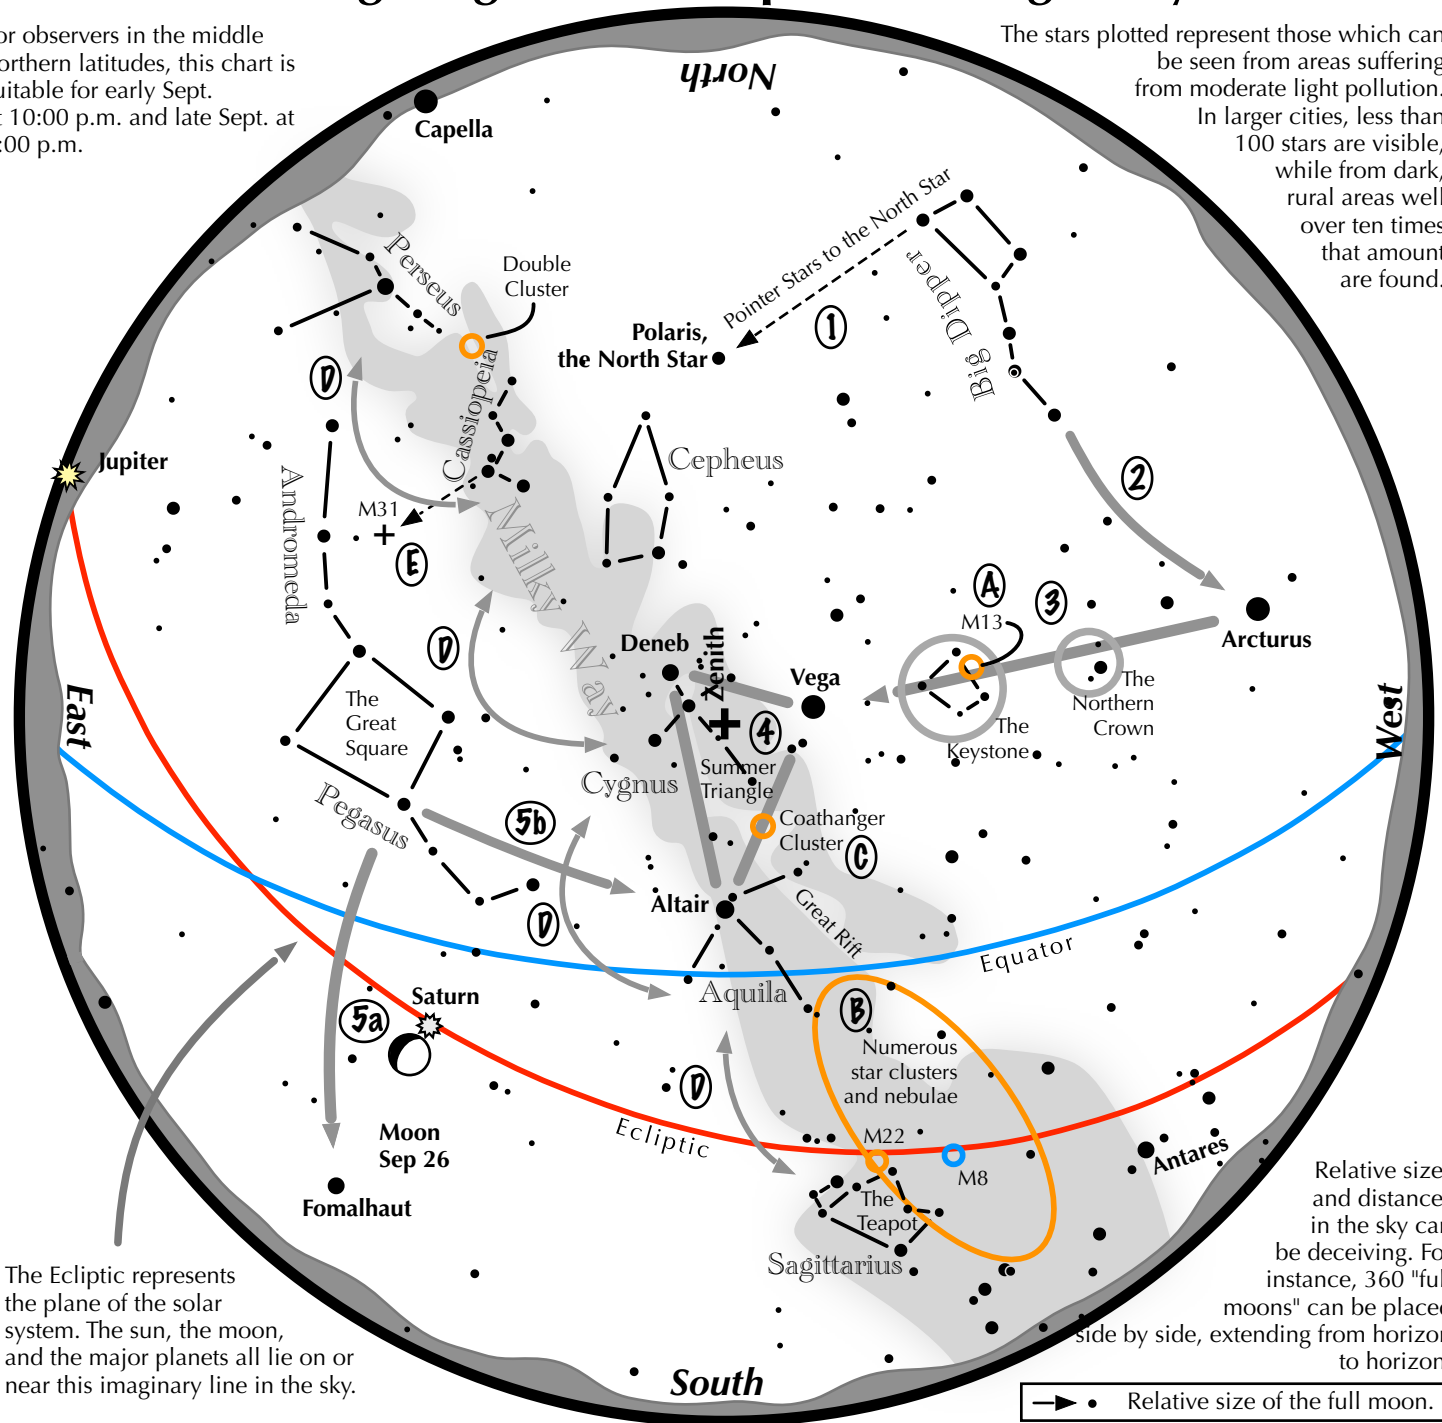 or observers in the middle
orthern latitudes, this chart is
uitable for early Sept.
t 10:00 p.m. and late Sept. at
:00 p.m.
The stars plotted represent those which can
be seen from areas suffering
from moderate light pollution.
In larger cities, less than
100 stars are visible,
while from dark,
rural areas well
over ten times
that amount
are found.
North
Capella
Perseus
Double
Cluster
Pointer Stars to the North Star
1
Polaris,
the North Star
Big Dipper
D
Cassiopeia
Cepheus
2
Jupiter
Andromeda
M31
E
Milky Way
A
3
M13
Arcturus
D
Deneb
Zenith
Vega
The
Northern
Crown
The
Keystone
East
West
The
Great
Square
4
Summer
Triangle
Cygnus
Pegasus
5b
Coathanger
Cluster
C
Altair
Great Rift
D
Equator
Aquila
Saturn
5a
B
Numerous
star clusters
and nebulae
D
Ecliptic
M22
M8
Moon
Sep 26
Antares
Fomalhaut
The
Teapot
Sagittarius
The Ecliptic represents
the plane of the solar
system. The sun, the moon,
and the major planets all lie on or
near this imaginary line in the sky.
Relative size
and distance
in the sky can
be deceiving. Fo
instance, 360 "ful
moons" can be placed
side by side, extending from horizon
to horizon
South
Relative size of the full moon.